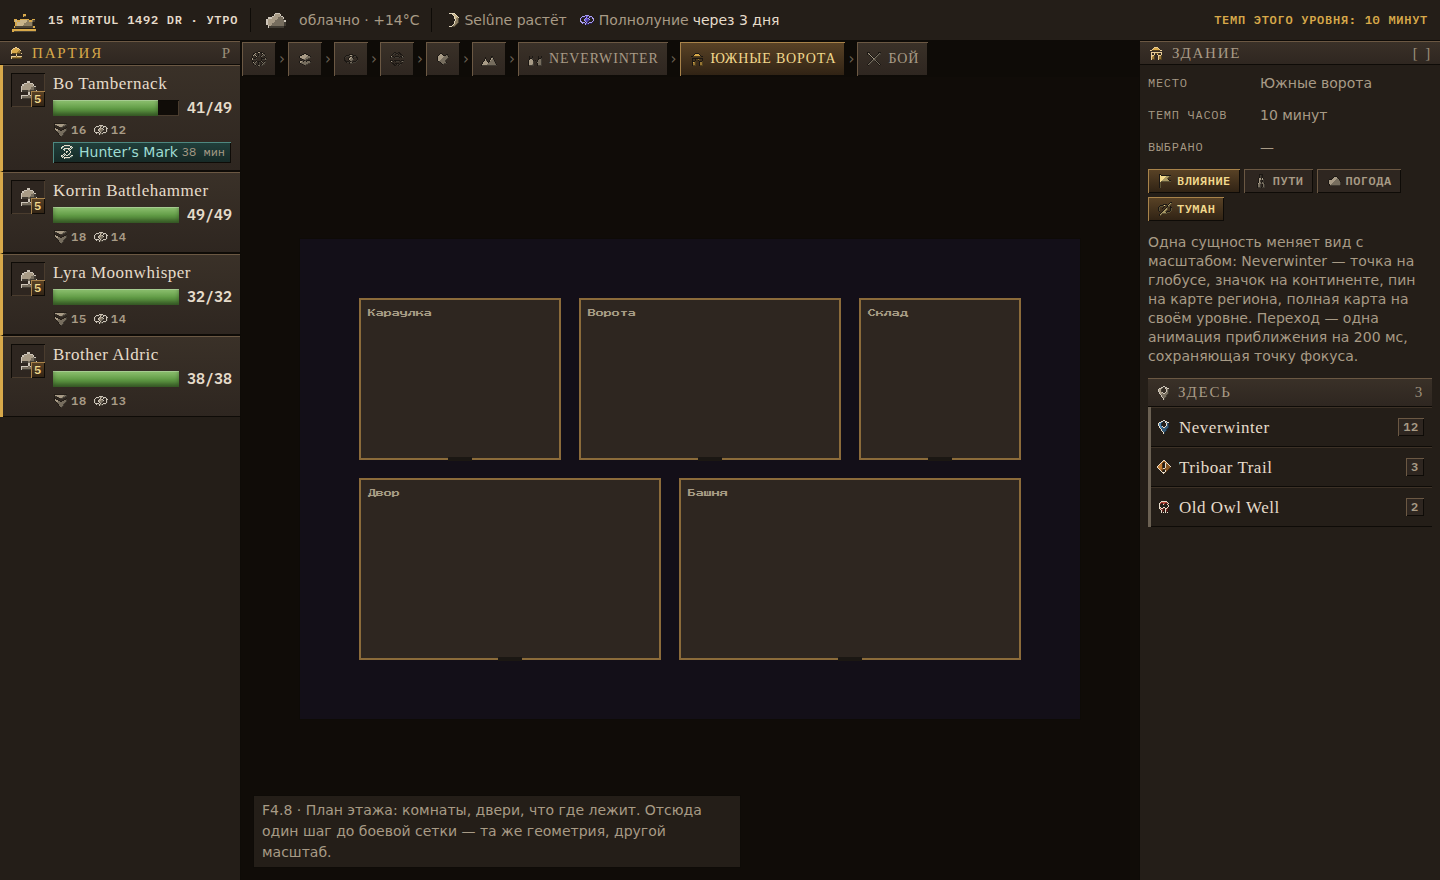 15 MIRTUL 1492 DR · УТРО
облачно · +14°C
Selûne растёт
Полнолуние через 3 дня
ТЕМП ЭТОГО УРОВНЯ: 10 МИНУТ
ПАРТИЯ P
NEVERWINTER › ЮЖНЫЕ ВОРОТА › БОЙ
ЗДАНИЕ [ ]
Bo Tambernack
5
41/49
16 12
Hunter's Mark 38 мин
Korrin Battlehammer
5
49/49
18 14
Lyra Moonwhisper
5
32/32
15 14
Brother Aldric
5
38/38
18 13
Караулка
Ворота
Склад
Двор
Башня
F4.8 · План этажа: комнаты, двери, что где лежит. Отсюда
один шаг до боевой сетки — та же геометрия, другой
масштаб.
МЕСТО Южные ворота
ТЕМП ЧАСОВ 10 минут
ВЫБРАНО —
ВЛИЯНИЕ ПУТИ ПОГОДА
ТУМАН
Одна сущность меняет вид с
масштабом: Neverwinter — точка на
глобусе, значок на континенте, пин
на карте региона, полная карта на
своём уровне. Переход — одна
анимация приближения на 200 мс,
сохраняющая точку фокуса.
ЗДЕСЬ 3
Neverwinter 12
Triboar Trail 3
Old Owl Well 2